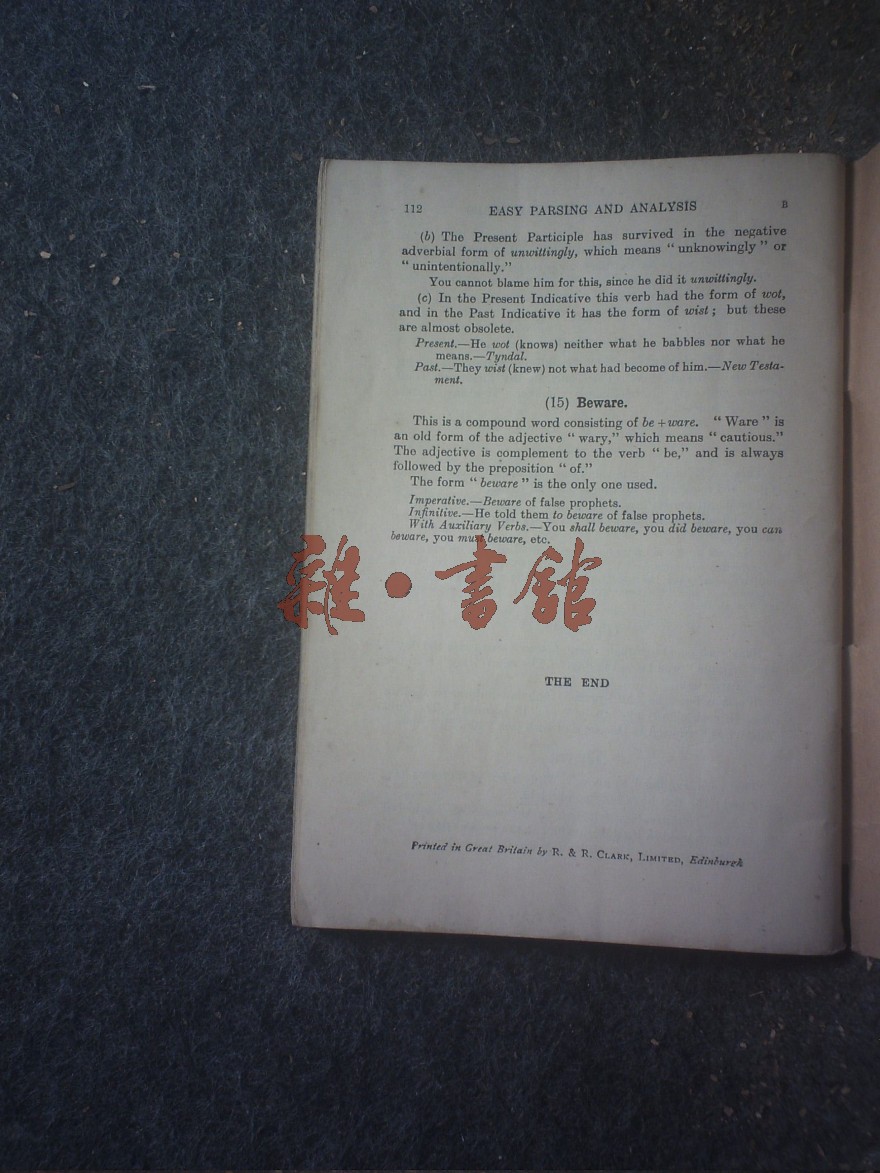 112 EASY PARSING AND ANALYSIS B
(b) The Present Participle has survived in the negative
adverbial form of unwittingly, which means “ unknowingly ” or
“ unintentionally.”
You cannot blame him for this, since he did it unwittingly.
(c) In the Present Indicative this verb had the form of wot,
and in the Past Indicative it has the form of wist ; but these
are almost obsolete.
Present.—He wot (knows) neither what he babbles nor what he
means.—Tyndal.
Past.—They wist (knew) not what had become of him.—New Testa-
ment.
(15) Beware.
This is a compound word consisting of be + ware. “ Ware ” is
an old form of the adjective “ wary,” which means “ cautious.”
The adjective is complement to the verb “ be,” and is always
followed by the preposition “ of.”
The form “ beware ” is the only one used.
Imperative.—Beware of false prophets.
Infinitive.—He told them to beware of false prophets.
With Auxiliary Verbs.—You shall beware, you did beware, you can
beware, you must beware, etc.
雜·書館
THE END
Printed in Great Britain by R. & R. CLARK, LIMITED, Edinburgh